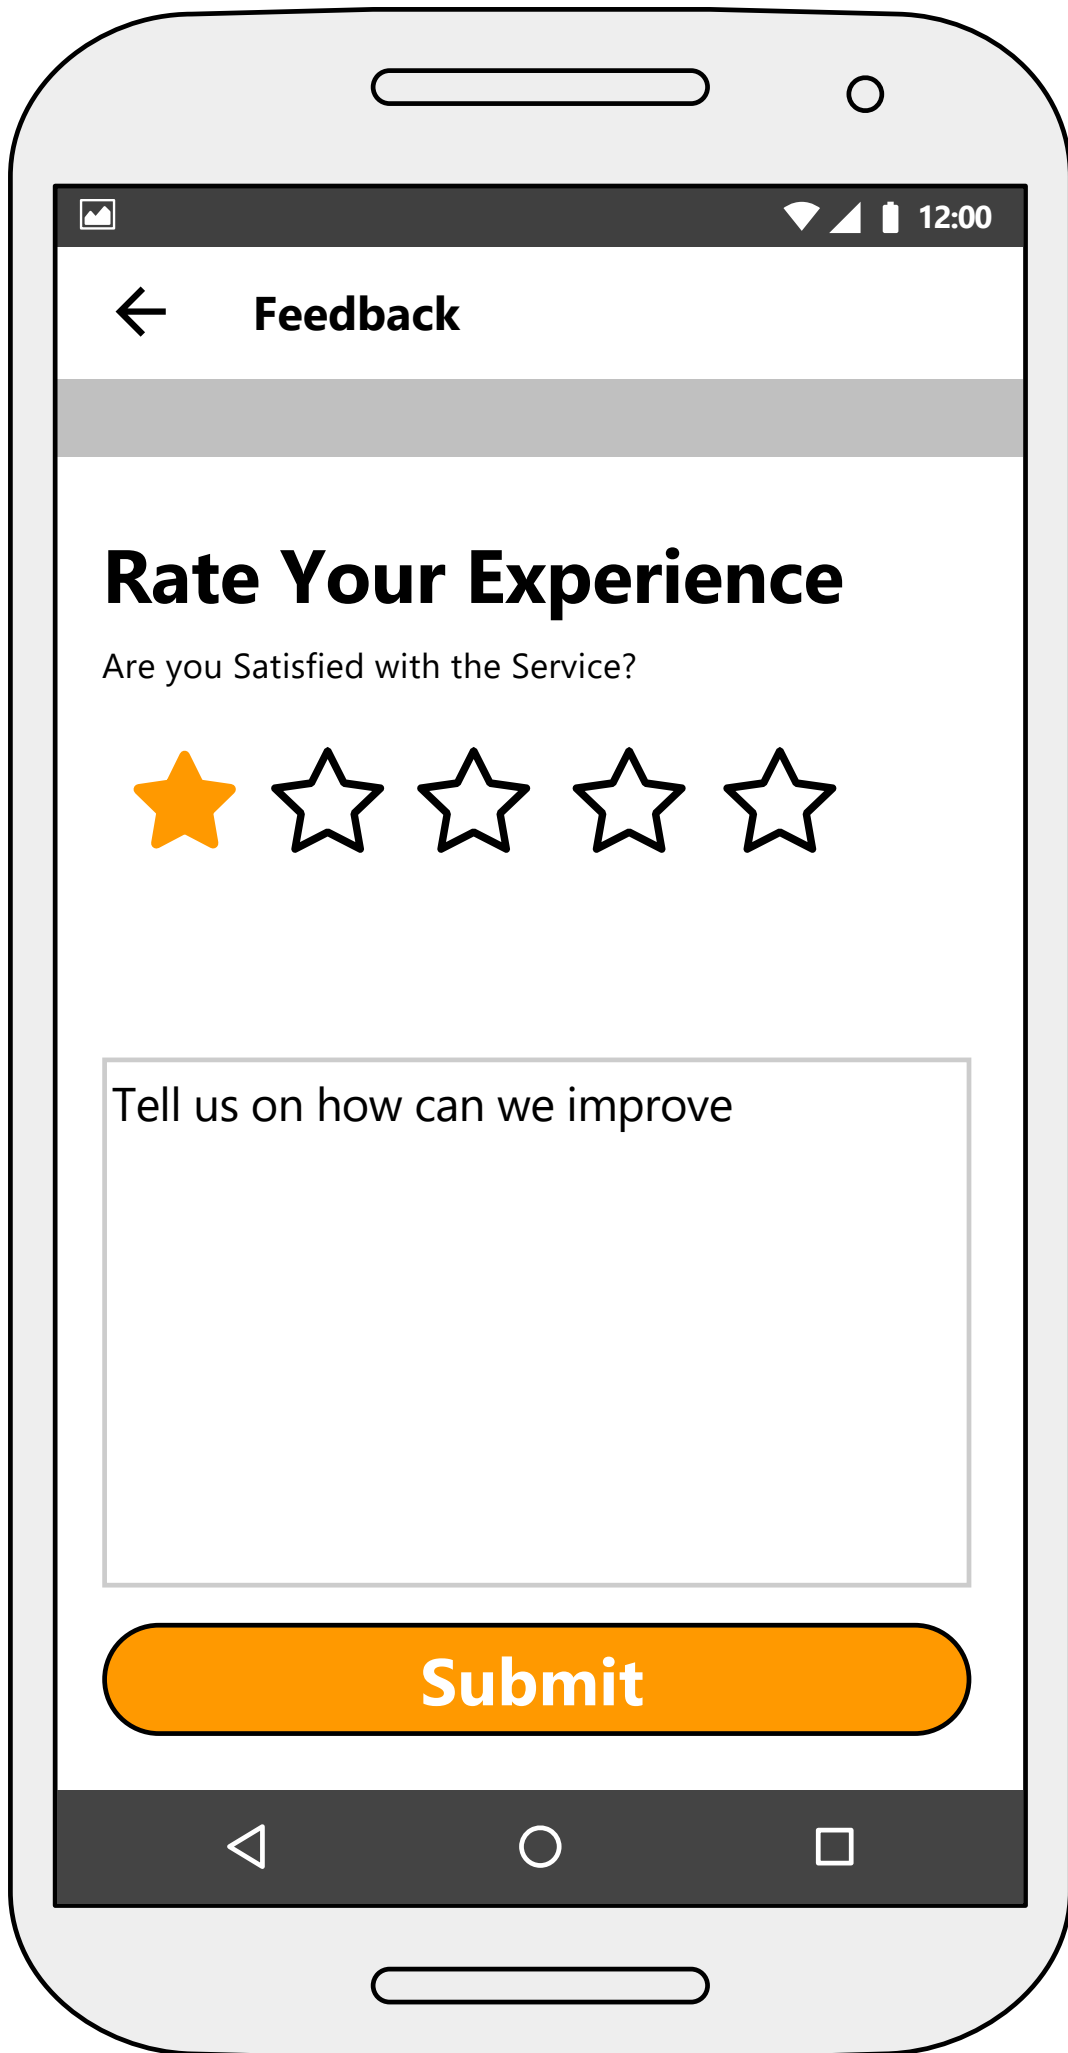 12:00
Feedback
Rate Your Experience
Are you Satisfied with the Service?
Tell us on how can we improve
Submit